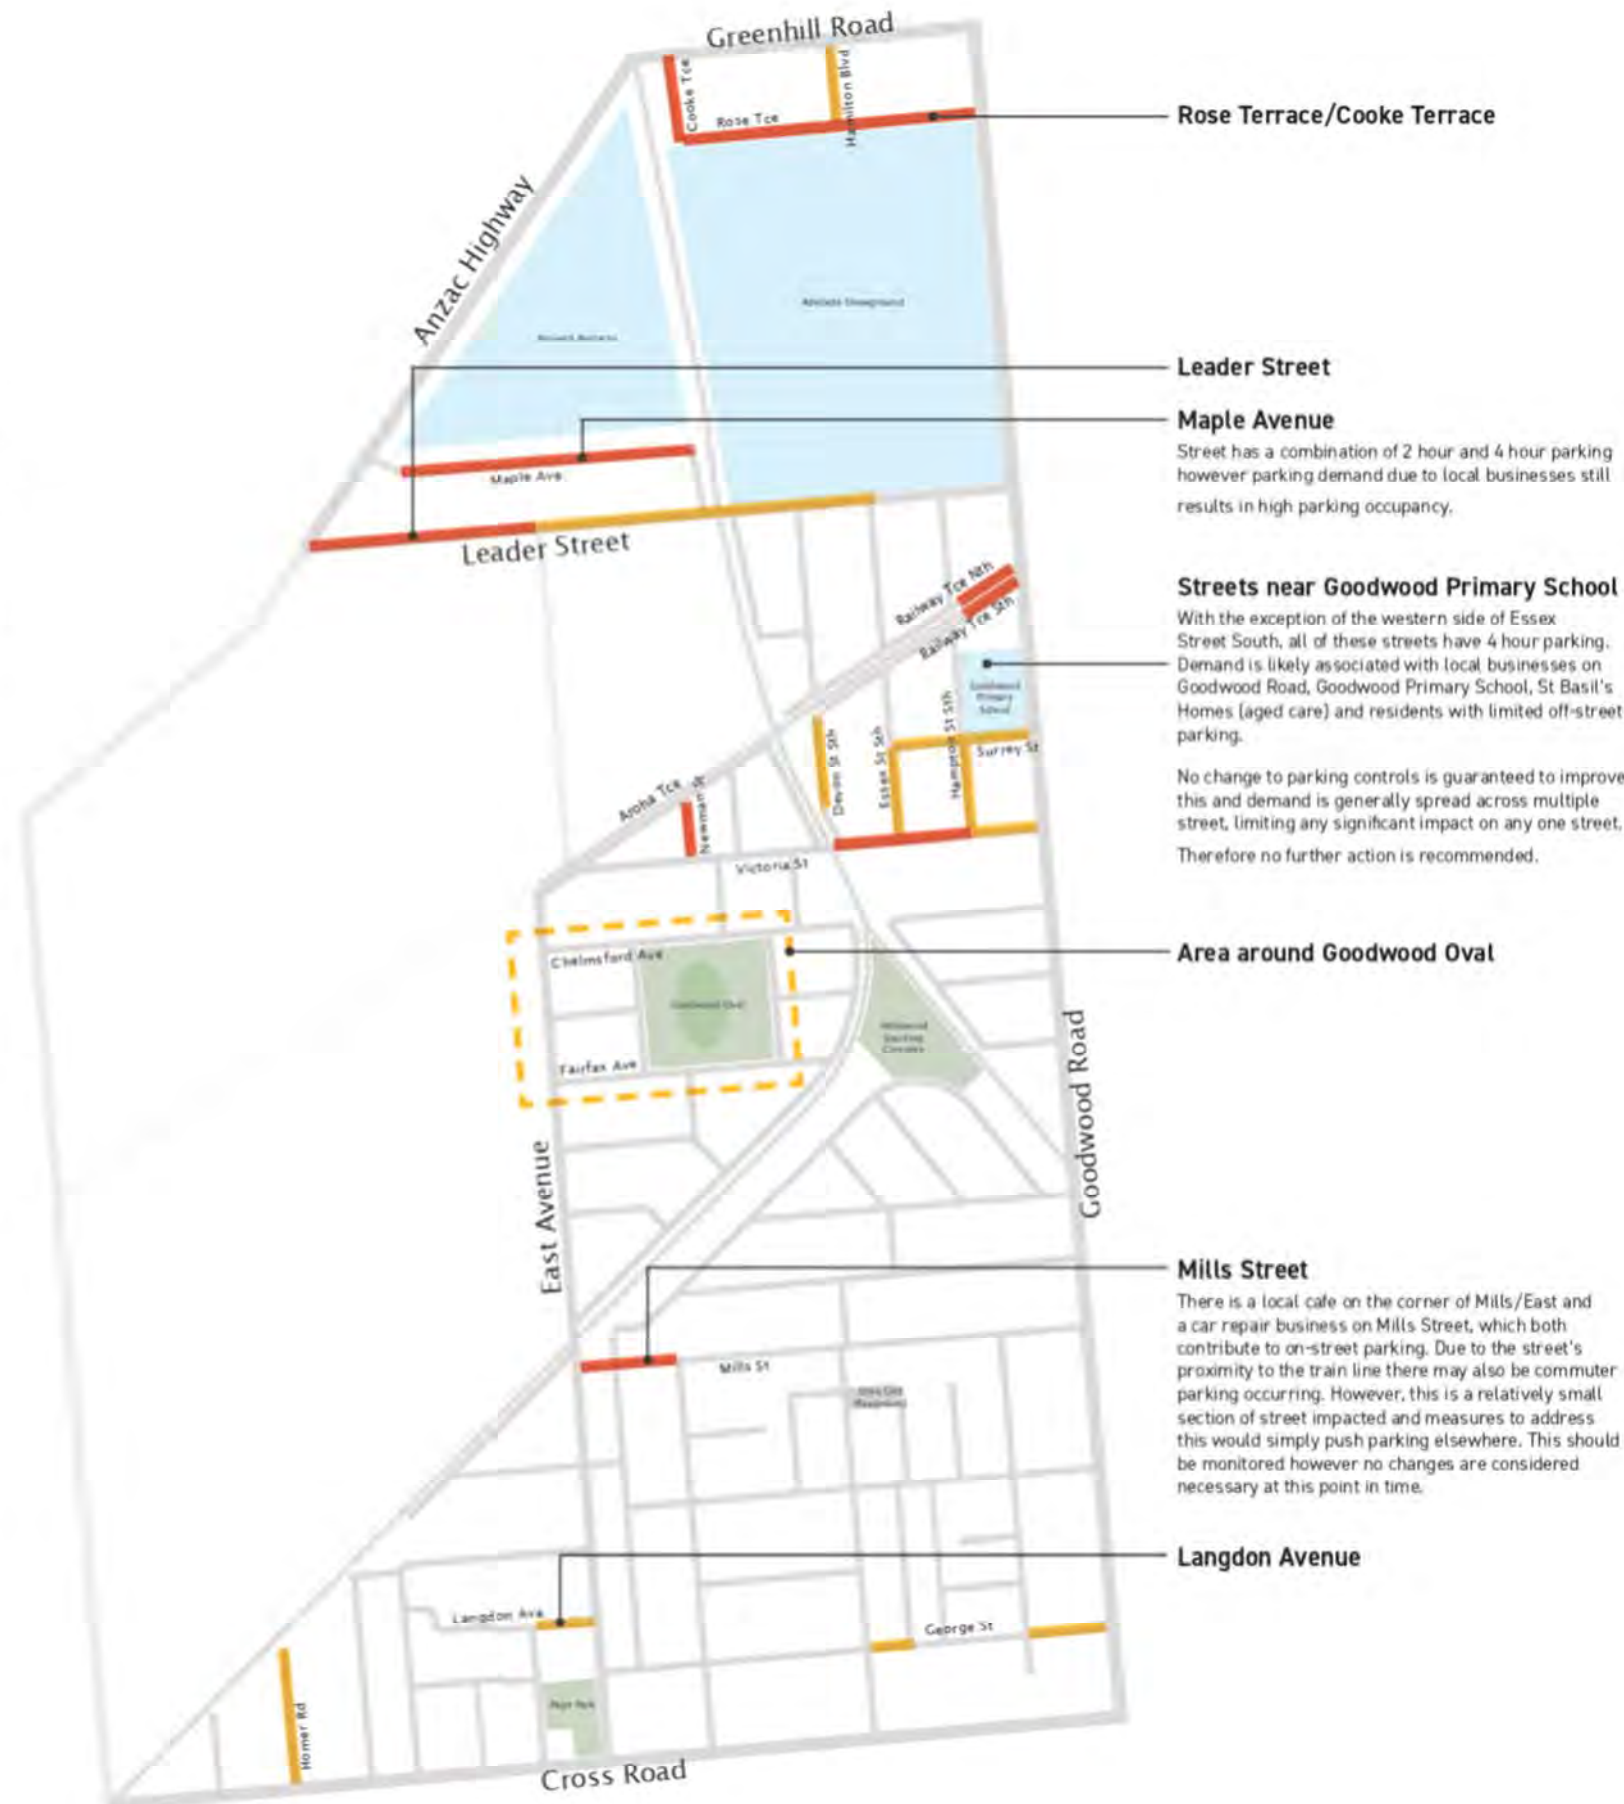 Greenhill Road
Cooke Tce
Hamilton Blvd
Rose Tce
Rose Terrace/Cooke Terrace
Anzac Highway
Adelaide Showground
Leader Street
Maple Avenue
Street has a combination of 2 hour and 4 hour parking
however parking demand due to local businesses still
results in high parking occupancy.
Maple Ave
Leader Street
Railway Tce Nth
Railway Tce Sth
Streets near Goodwood Primary School
With the exception of the western side of Essex
Street South, all of these streets have 4 hour parking.
Demand is likely associated with local businesses on
Goodwood Road, Goodwood Primary School, St Basil's
Homes (aged care) and residents with limited off-street
parking.
No change to parking controls is guaranteed to improve
this and demand is generally spread across multiple
street, limiting any significant impact on any one street.
Therefore no further action is recommended.
Goodwood
Primary
School
Surrey St
Hampton St Sth
Essex St Sth
Devon St Sth
Aroha Tce
Newman St
Victoria St
Area around Goodwood Oval
Chelmsford Ave
Goodwood Oval
Fairfax Ave
Goodwood Road
East Avenue
Mills Street
There is a local cafe on the corner of Mills/East and
a car repair business on Mills Street, which both
contribute to on-street parking. Due to the street's
proximity to the train line there may also be commuter
parking occurring. However, this is a relatively small
section of street impacted and measures to address
this would simply push parking elsewhere. This should
be monitored however no changes are considered
necessary at this point in time.
Mills St
Langdon Avenue
Langdon Ave
George St
Page Park
Homer Rd
Cross Road